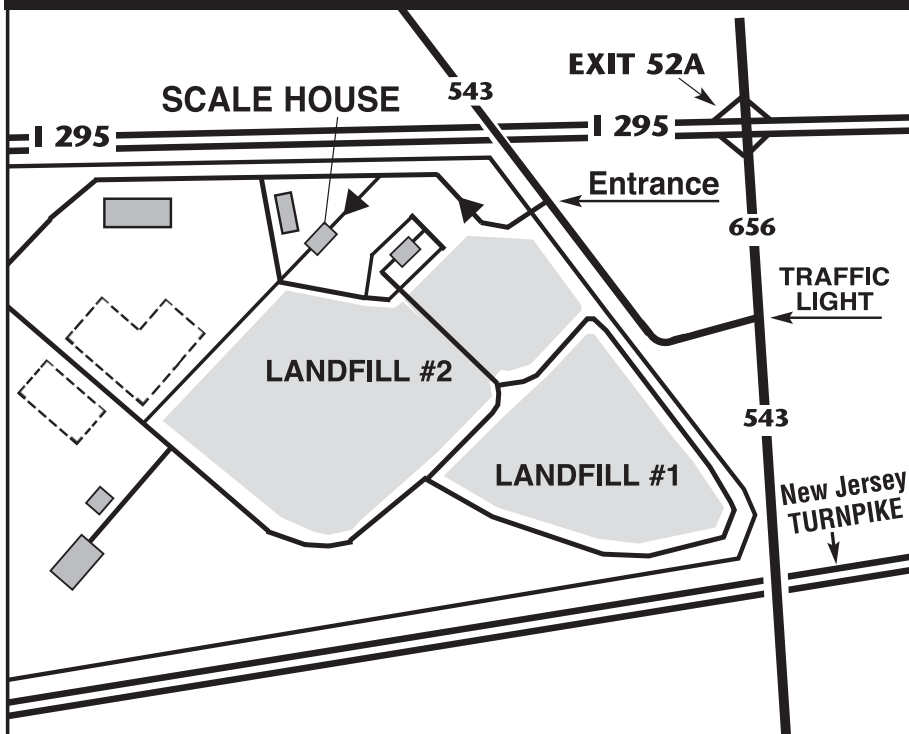 EXIT 52A
543
SCALE HOUSE
I 295
I 295
Entrance
656
TRAFFIC
LIGHT
LANDFILL #2
543
LANDFILL #1
New Jersey
TURNPIKE